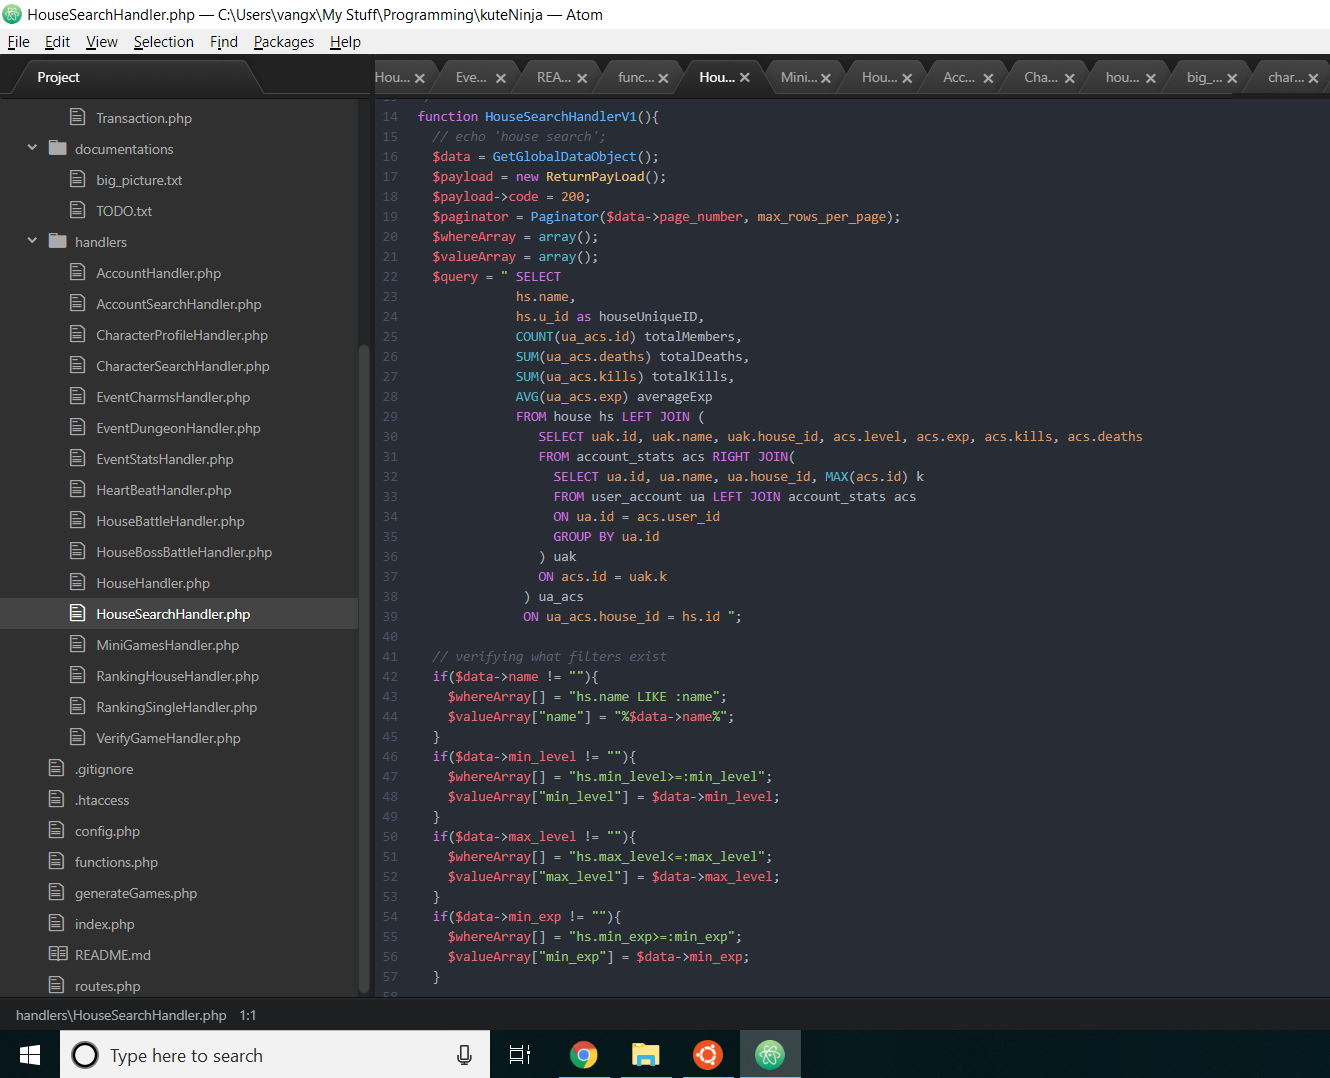 HouseSearchHandler.php — C:\Users\vangx\My Stuff\Programming\kuteNinja — Atom
File Edit View Selection Find Packages Help
Project
Hou... Eve... REA... func... Hou... Mini... Hou... Acc... Cha... hou... big_... char...
Transaction.php
documentations
big_picture.txt
TODO.txt
handlers
AccountHandler.php
AccountSearchHandler.php
CharacterProfileHandler.php
CharacterSearchHandler.php
EventCharmsHandler.php
EventDungeonHandler.php
EventStatsHandler.php
HeartBeatHandler.php
HouseBattleHandler.php
HouseBossBattleHandler.php
HouseHandler.php
HouseSearchHandler.php
MiniGamesHandler.php
RankingHouseHandler.php
RankingSingleHandler.php
VerifyGameHandler.php
.gitignore
.htaccess
config.php
functions.php
generateGames.php
index.php
README.md
routes.php
14 function HouseSearchHandlerV1(){
15 // echo 'house search';
16 $data = GetGlobalDataObject();
17 $payload = new ReturnPayLoad();
18 $payload->code = 200;
19 $paginator = Paginator($data->page_number, max_rows_per_page);
20 $whereArray = array();
21 $valueArray = array();
22 $query = " SELECT
23 hs.name,
24 hs.u_id as houseUniqueID,
25 COUNT(ua_acs.id) totalMembers,
26 SUM(ua_acs.deaths) totalDeaths,
27 SUM(ua_acs.kills) totalKills,
28 AVG(ua_acs.exp) averageExp
29 FROM house hs LEFT JOIN (
30 SELECT uak.id, uak.name, uak.house_id, acs.level, acs.exp, acs.kills, acs.deaths
31 FROM account_stats acs RIGHT JOIN(
32 SELECT ua.id, ua.name, ua.house_id, MAX(acs.id) k
33 FROM user_account ua LEFT JOIN account_stats acs
34 ON ua.id = acs.user_id
35 GROUP BY ua.id
36 ) uak
37 ON acs.id = uak.k
38 ) ua_acs
39 ON ua_acs.house_id = hs.id ";
40
41 // verifying what filters exist
42 if($data->name != ""){
43 $whereArray[] = "hs.name LIKE :name";
44 $valueArray["name"] = "%$data->name%";
45 }
46 if($data->min_level != ""){
47 $whereArray[] = "hs.min_level>=:min_level";
48 $valueArray["min_level"] = $data->min_level;
49 }
50 if($data->max_level != ""){
51 $whereArray[] = "hs.max_level<=:max_level";
52 $valueArray["max_level"] = $data->max_level;
53 }
54 if($data->min_exp != ""){
55 $whereArray[] = "hs.min_exp>=:min_exp";
56 $valueArray["min_exp"] = $data->min_exp;
57 }
handlers\HouseSearchHandler.php 1:1
Type here to search